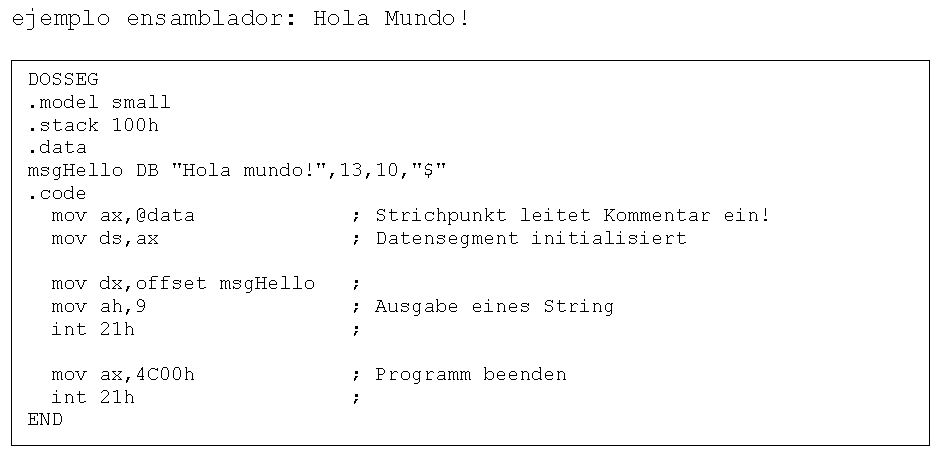 ejemplo ensamblador: Hola Mundo!
DOSSEG
.model small
.stack 100h
.data
msgHello DB "Hola mundo!",13,10,"$"
.code
mov ax,@data ; Strichpunkt leitet Kommentar ein!
mov ds,ax ; Datensegment initialisiert
mov dx,offset msgHello ;
mov ah,9 ; Ausgabe eines String
int 21h ;
mov ax,4C00h ; Programm beenden
int 21h ;
END